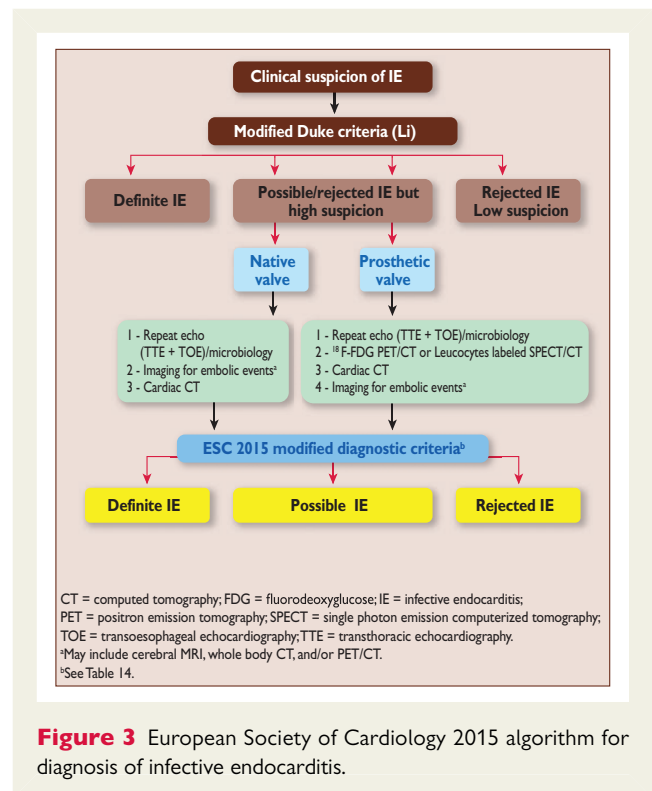 Clinical suspicion of IE
Modified Duke criteria (Li)
Definite IE
Possible/rejected IE but
high suspicion
Rejected IE
Low suspicion
Native
valve
Prosthetic
valve
1 - Repeat echo
(TTE + TOE)/microbiology
2 - Imaging for embolic eventsᵃ
3 - Cardiac CT
1 - Repeat echo (TTE + TOE)/microbiology
2 - ¹⁸ F-FDG PET/CT or Leucocytes labeled SPECT/CT
3 - Cardiac CT
4 - Imaging for embolic eventsᵃ
ESC 2015 modified diagnostic criteriaᵇ
Definite IE
Possible IE
Rejected IE
CT = computed tomography; FDG = fluorodeoxyglucose; IE = infective endocarditis;
PET = positron emission tomography; SPECT = single photon emission computerized tomography;
TOE = transoesophageal echocardiography; TTE = transthoracic echocardiography.
ᵃMay include cerebral MRI, whole body CT, and/or PET/CT.
ᵇSee Table 14.
Figure 3 European Society of Cardiology 2015 algorithm for
diagnosis of infective endocarditis.